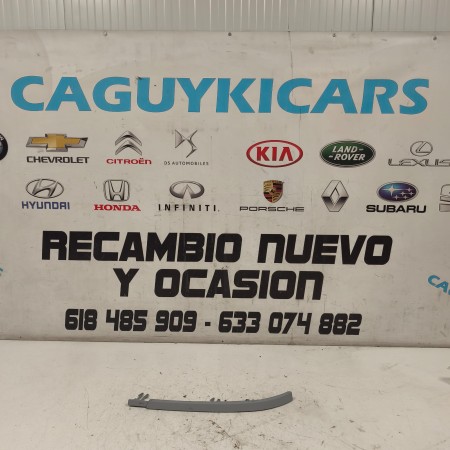 CAGUYKICARS
CHEVROLET CITROËN DS AUTOMOBILES KIA LAND ROVER LEXUS
HYUNDAI HONDA INFINITI PORSCHE RENAULT SUBARU
RECAMBIO NUEVO
Y OCASION
618 485 909 - 633 074 882